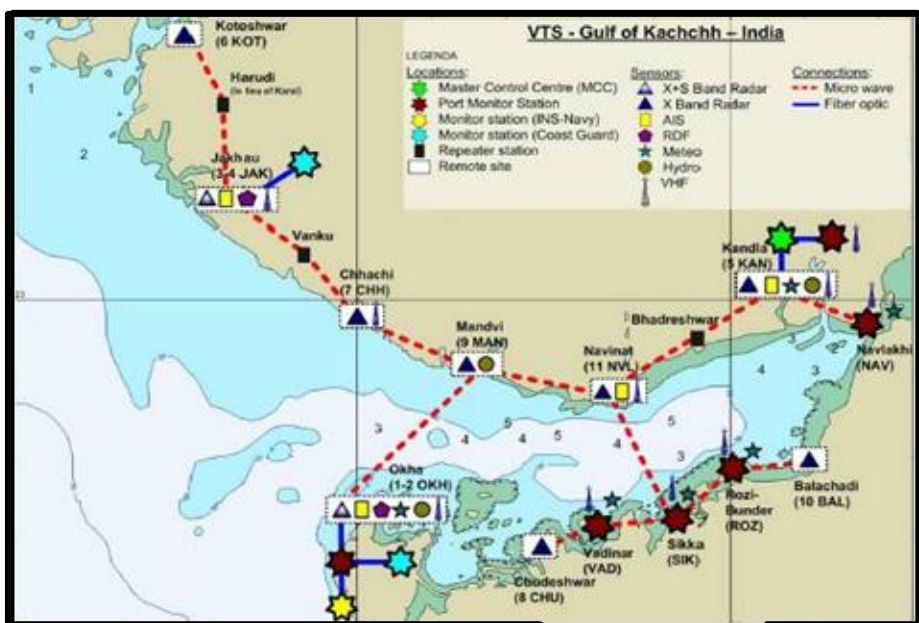 VTS - Gulf of Kachchh – India
LEGENDA
Locations:
Master Control Centre (MCC)
Port Monitor Station
Monitor station (INS-Navy)
Monitor station (Coast Guard)
Repeater station
Remote site
Sensors:
X+S Band Radar
X Band Radar
AIS
RDF
Meteo
Hydro
VHF
Connections:
Micro wave
Fiber optic
Kotoshwar
(6 KOT)
Harudi
1
2
Jakhau
(3-4 JAK)
Vanku
Chhachi
(7 CHH)
23
Kandla
(5 KAN)
Mandvi
(9 MAN)
Bhadreshwar
Navinal
(11 NVL)
Navlakhi
(NAV)
3
2
4
3
3
4
4
5
4
5
5
3
Okha
(1-2 OKH)
Balachadi
(10 BAL)
Rozi-
Bunder
(ROZ)
Sikka
(SIK)
Vadinar
(VAD)
Chudeshwar
(8 CHU)